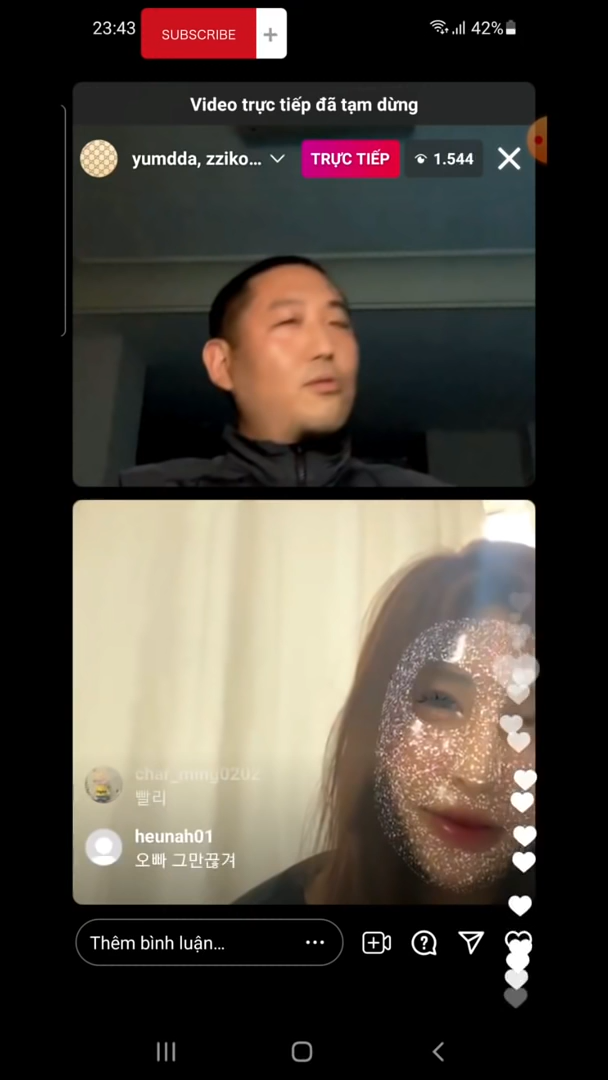 23:43
SUBSCRIBE
42%
Video trực tiếp đã tạm dừng
yumdda, zziko...
TRỰC TIẾP
1.544
char_ming0202
빨리
heunah01
오빠 그만끊겨
Thêm bình luận...